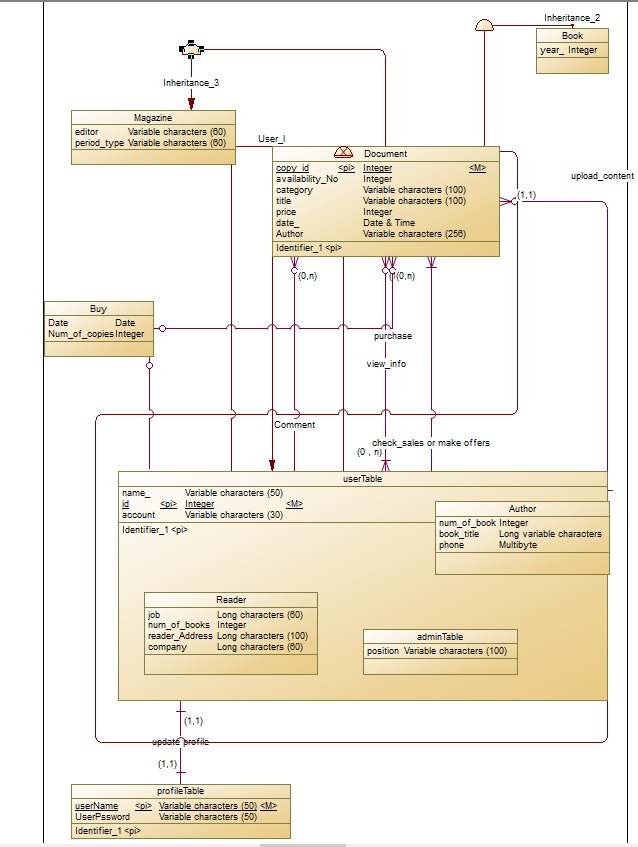 Inheritance_2
Book
year_ Integer
Inheritance_3
Magazine
editor Variable characters (60)
period_type Variable characters (60)
User_I
Document
copy_id <pi> Integer <M>
availability_No Integer
category Variable characters (100)
title Variable characters (100)
price Integer
date_ Date & Time
Author Variable characters (256)
Identifier_1 <pi>
upload_content
(1,1)
(0,n)
(0,n)
Buy
Date Date
Num_of_copies Integer
purchase
view_info
Comment
check_sales or make offers
(0 , n)
userTable
name_ Variable characters (50)
id <pi> Integer <M>
account Variable characters (30)
Identifier_1 <pi>
Author
num_of_book Integer
book_title Long variable characters
phone Multibyte
Reader
job Long characters (60)
num_of_books Integer
reader_Address Long characters (100)
company Long characters (60)
adminTable
position Variable characters (100)
(1,1)
update profile
(1,1)
profileTable
userName <pi> Variable characters (50) <M>
UserPssword Variable characters (50)
Identifier_1 <pi>